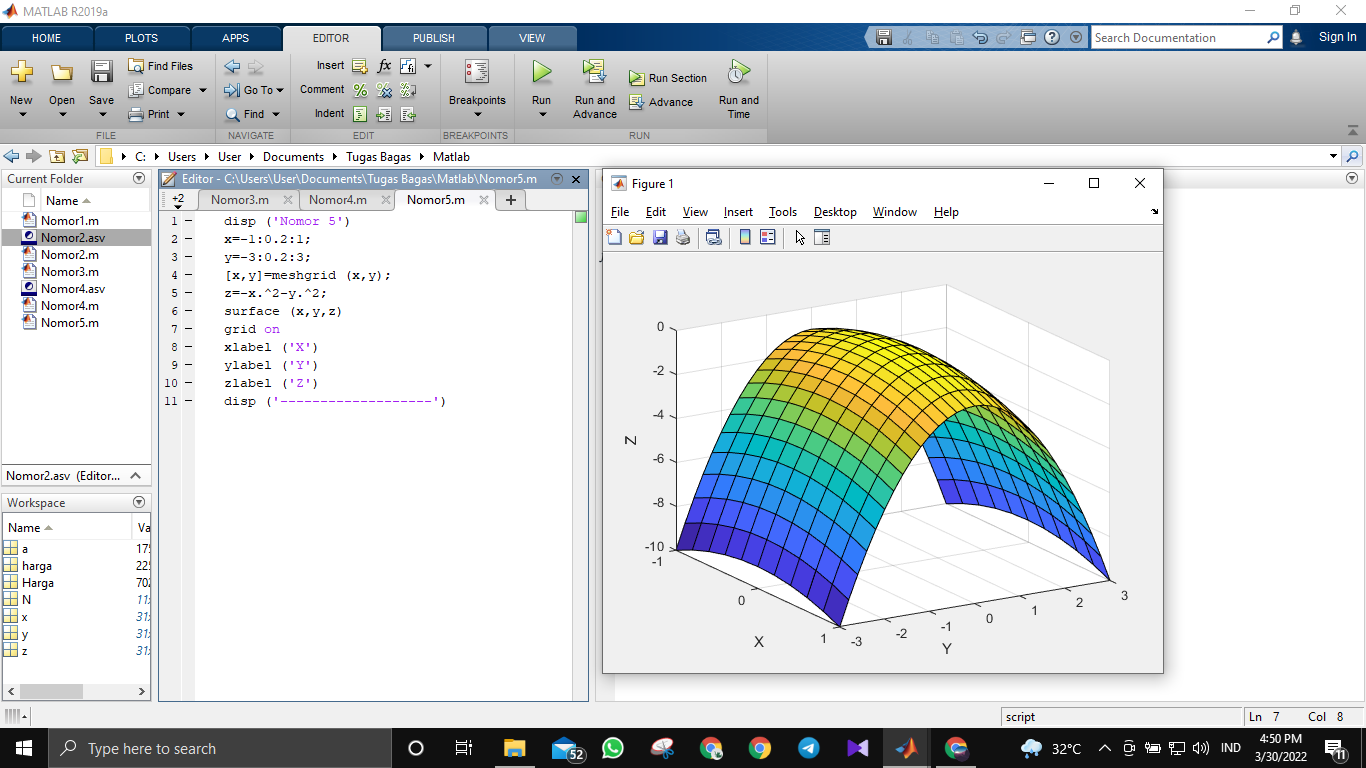 MATLAB R2019a
HOME PLOTS APPS EDITOR PUBLISH VIEW
Search Documentation
Sign In
New
Open
Save
Find Files
Compare
Print
FILE
Go To
Find
NAVIGATE
Insert
Comment
Indent
EDIT
Breakpoints
BREAKPOINTS
Run
Run and Advance
Run Section
Advance
Run and Time
RUN
C: Users User Documents Tugas Bagas Matlab
Current Folder
Name
Nomor1.m
Nomor2.asv
Nomor2.m
Nomor3.m
Nomor4.asv
Nomor4.m
Nomor5.m
Nomor2.asv (Editor...
Workspace
Name Va
a 175
harga 225
Harga 702
N 11x
x 31x
y 31x
z 31x
Editor - C:\Users\User\Documents\Tugas Bagas\Matlab\Nomor5.m
+2 Nomor3.m Nomor4.m Nomor5.m
1 disp ('Nomor 5')
2 x=-1:0.2:1;
3 y=-3:0.2:3;
4 [x,y]=meshgrid (x,y);
5 z=-x.^2-y.^2;
6 surface (x,y,z)
7 grid on
8 xlabel ('X')
9 ylabel ('Y')
10 zlabel ('Z')
11 disp ('-------------------')
Figure 1
File Edit View Insert Tools Desktop Window Help
0
-2
-4
-6
-8
-10
Z
-1
0
1
X
-3
-2
-1
0
1
2
3
Y
script
Ln 7 Col 8
Type here to search
52
32°C
IND
4:50 PM
3/30/2022
11